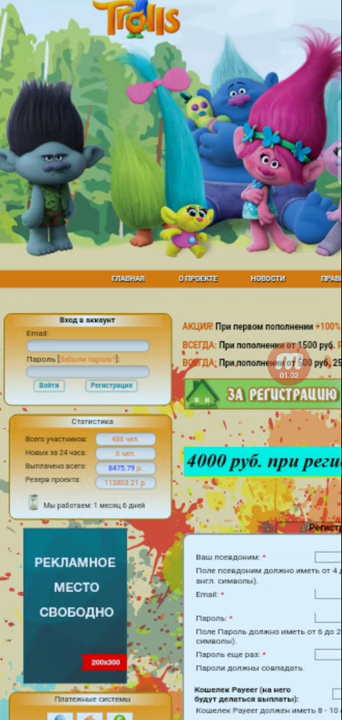 Trolls
ГЛАВНАЯ О ПРОЕКТЕ НОВОСТИ
Вход в аккаунт
Email:
Пароль [Забыли пароль?]:
Войти Регистрация
Статистика
Всего участников: 486 чел.
Новых за 24 часа: 6 чел.
Выплачено всего: 8475.79 р.
Резерв проекта: 113803.21 р.
Мы работаем: 1 месяц 6 дней
РЕКЛАМНОЕ
МЕСТО
СВОБОДНО
200x300
Платежные системы
АКЦИЯ! При первом пополнении +100%
ВСЕГДА: При пополнении от 1500 руб.
ВСЕГДА: При пополнении от 500 руб,
01:02
ЗА РЕГИСТРАЦИЮ
4000 руб. при реги
Регистр
Ваш псевдоним: *
Поле псевдоним должно иметь от 4 д
англ. символы).
Email: *
Пароль: *
Поле Пароль должно иметь от 6 до 2
символы).
Пароль еще раз: *
Пароли должны совпадать.
Кошелек Payeer (на него
будут делаться выплаты):
Кошелек Payeer должен иметь 8 - 10